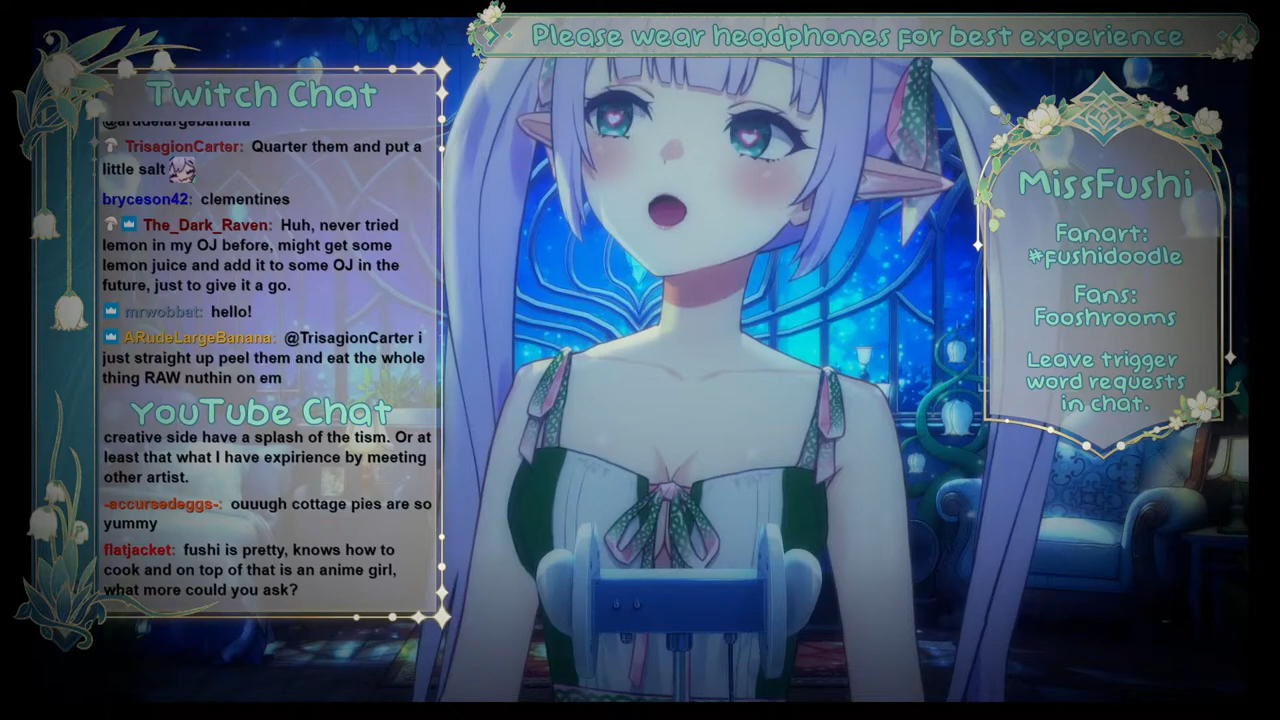 Please wear headphones for best experience
Twitch Chat
@arudelargebanana
TrisagionCarter: Quarter them and put a
little salt
bryceson42: clementines
The_Dark_Raven: Huh, never tried
lemon in my OJ before, might get some
lemon juice and add it to some OJ in the
future, just to give it a go.
mrwobbat: hello!
ARudeLargeBanana: @TrisagionCarter i
just straight up peel them and eat the whole
thing RAW nuthin on em
YouTube Chat
creative side have a splash of the tism. Or at
least that what I have expirience by meeting
other artist.
-accursedeggs-: ouuugh cottage pies are so
yummy
flatjacket: fushi is pretty, knows how to
cook and on top of that is an anime girl,
what more could you ask?
MissFushi
Fanart:
#fushidoodle
Fans:
Fooshrooms
Leave trigger
word requests
in chat.